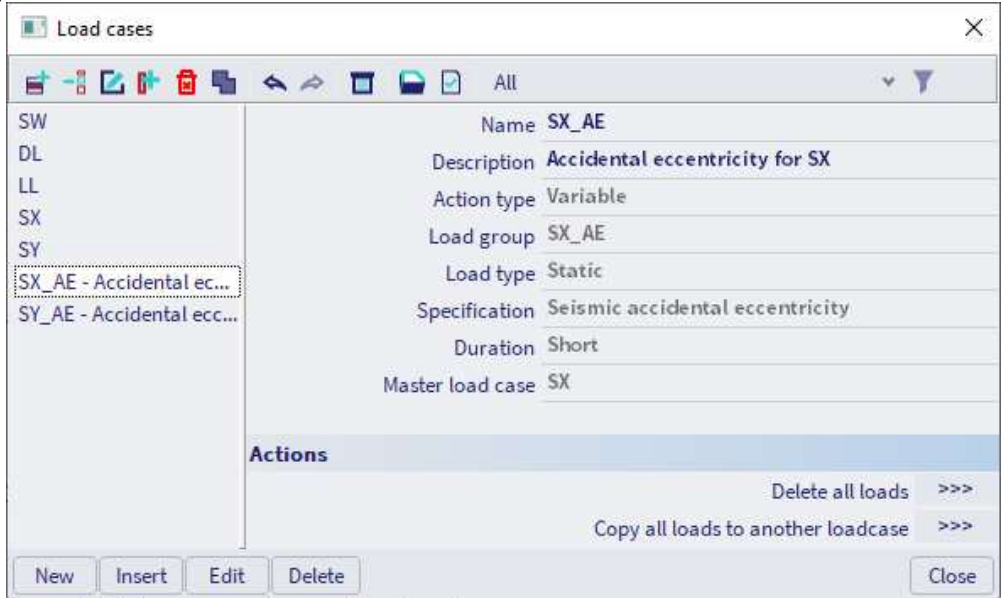 Load cases
All
SW
DL
LL
SX
SY
SX_AE - Accidental ec...
SY_AE - Accidental ecc...
Name SX_AE
Description Accidental eccentricity for SX
Action type Variable
Load group SX_AE
Load type Static
Specification Seismic accidental eccentricity
Duration Short
Master load case SX
Actions
Delete all loads >>>
Copy all loads to another loadcase >>>
New Insert Edit Delete Close